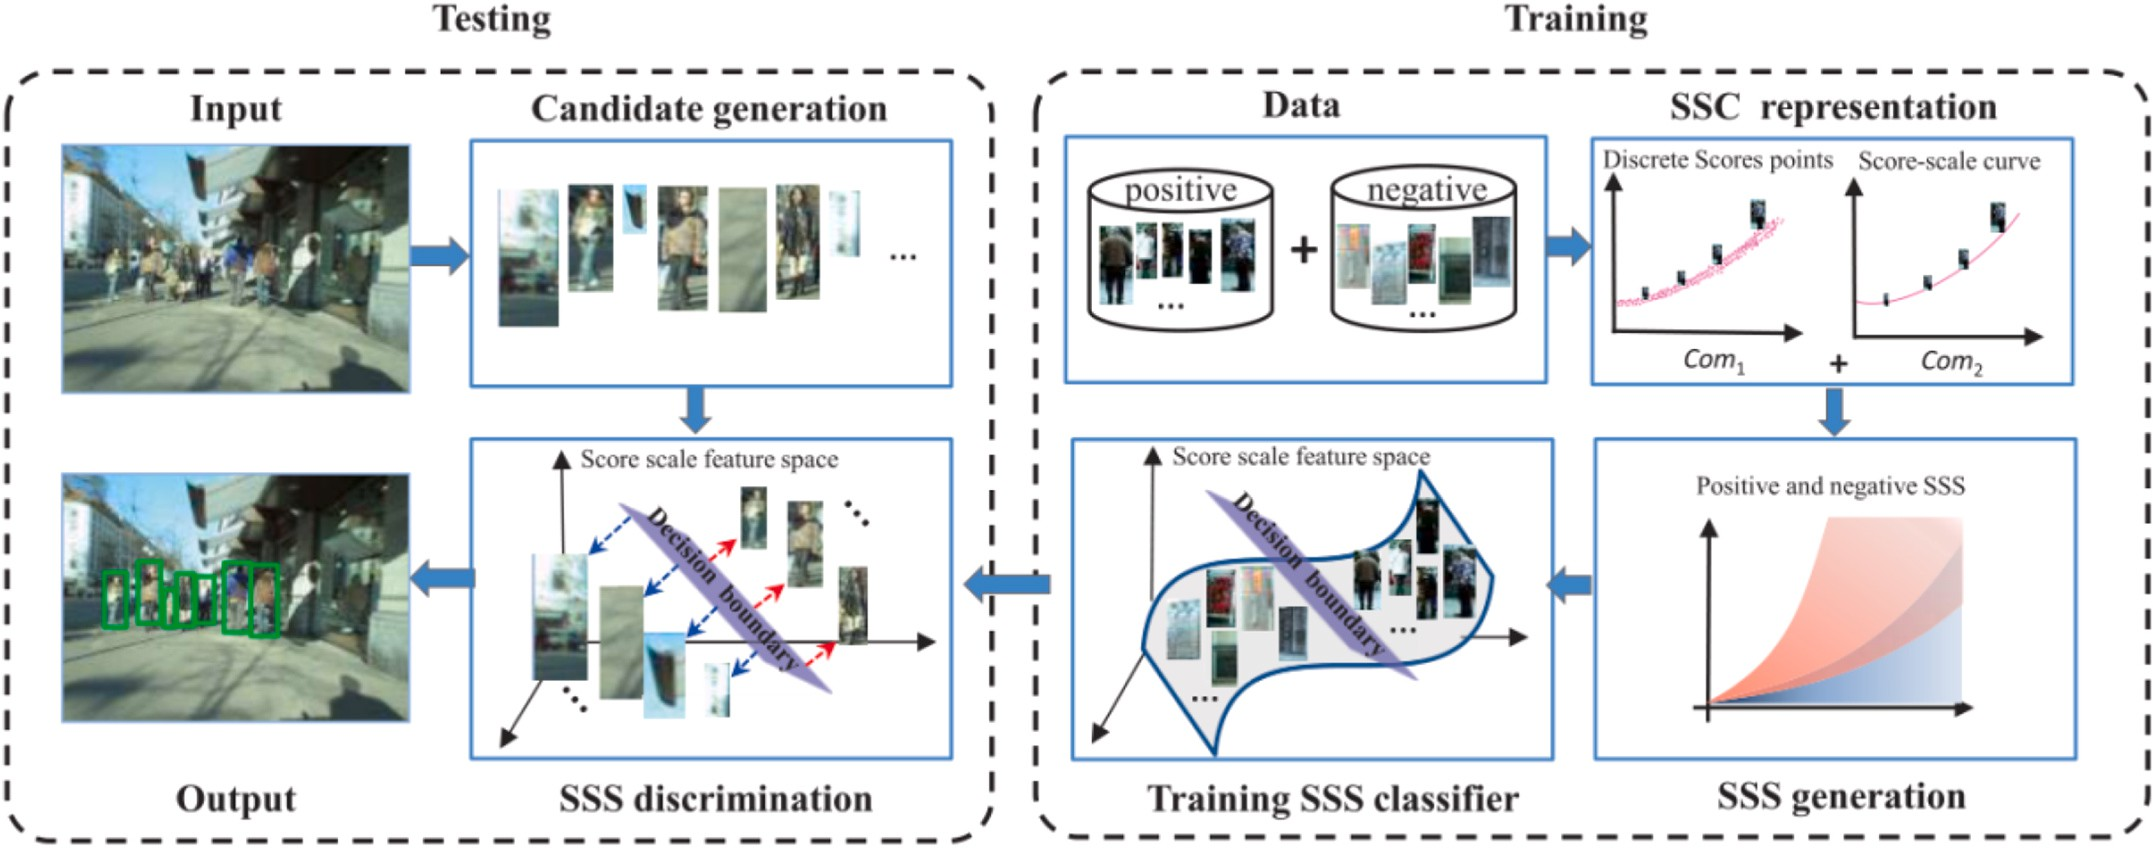 Testing
Training
Input
Candidate generation
...
Score scale feature space
Decision boundary
...
...
Output
SSS discrimination
Data
SSC representation
positive
...
+
negative
...
Discrete Scores points
Score-scale curve
Com1
+
Com2
Score scale feature space
Decision boundary
...
...
Positive and negative SSS
Training SSS classifier
SSS generation